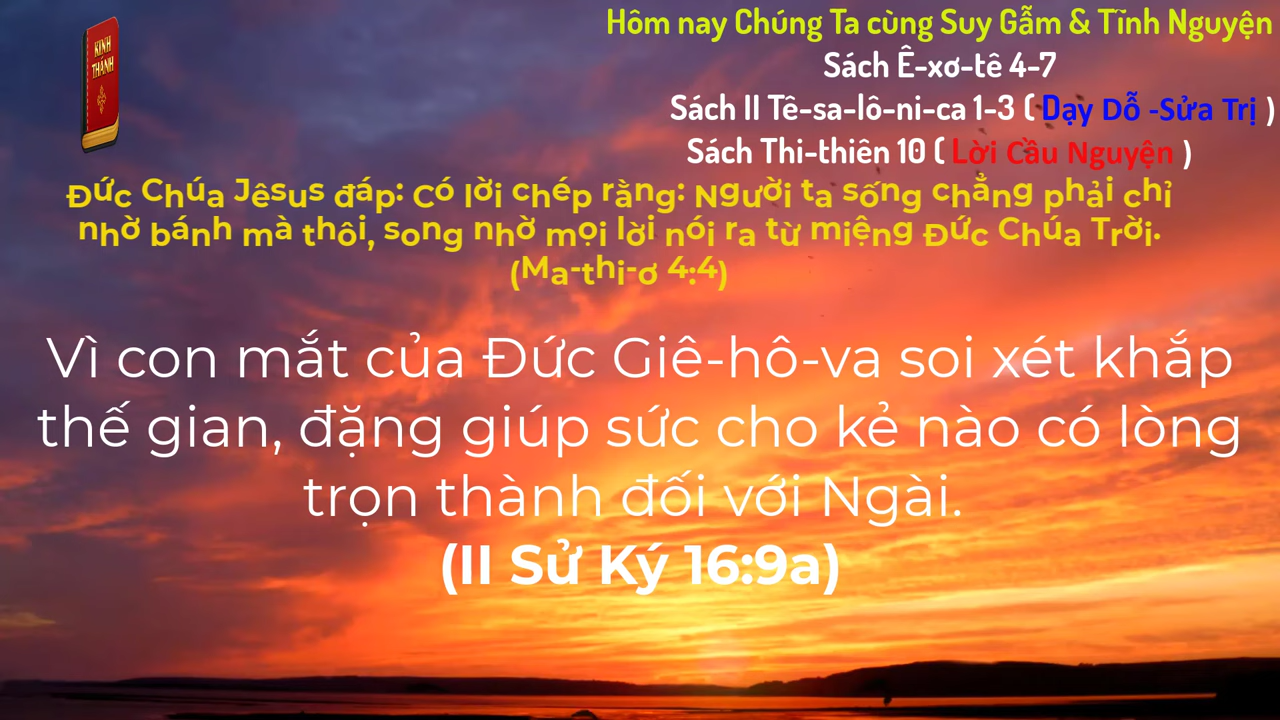 KINH
THÁNH
Hôm nay Chúng Ta cùng Suy Gẫm & Tĩnh Nguyện
Sách Ê-xơ-tê 4-7
Sách II Tê-sa-lô-ni-ca 1-3 ( Dạy Dỗ -Sửa Trị )
Sách Thi-thiên 10 ( Lời Cầu Nguyện )
Đức Chúa Jêsus đáp: Có lời chép rằng: Người ta sống chẳng phải chỉ
nhờ bánh mà thôi, song nhờ mọi lời nói ra từ miệng Đức Chúa Trời.
(Ma-thi-ơ 4:4)
Vì con mắt của Đức Giê-hô-va soi xét khắp
thế gian, đặng giúp sức cho kẻ nào có lòng
trọn thành đối với Ngài.
(II Sử Ký 16:9a)